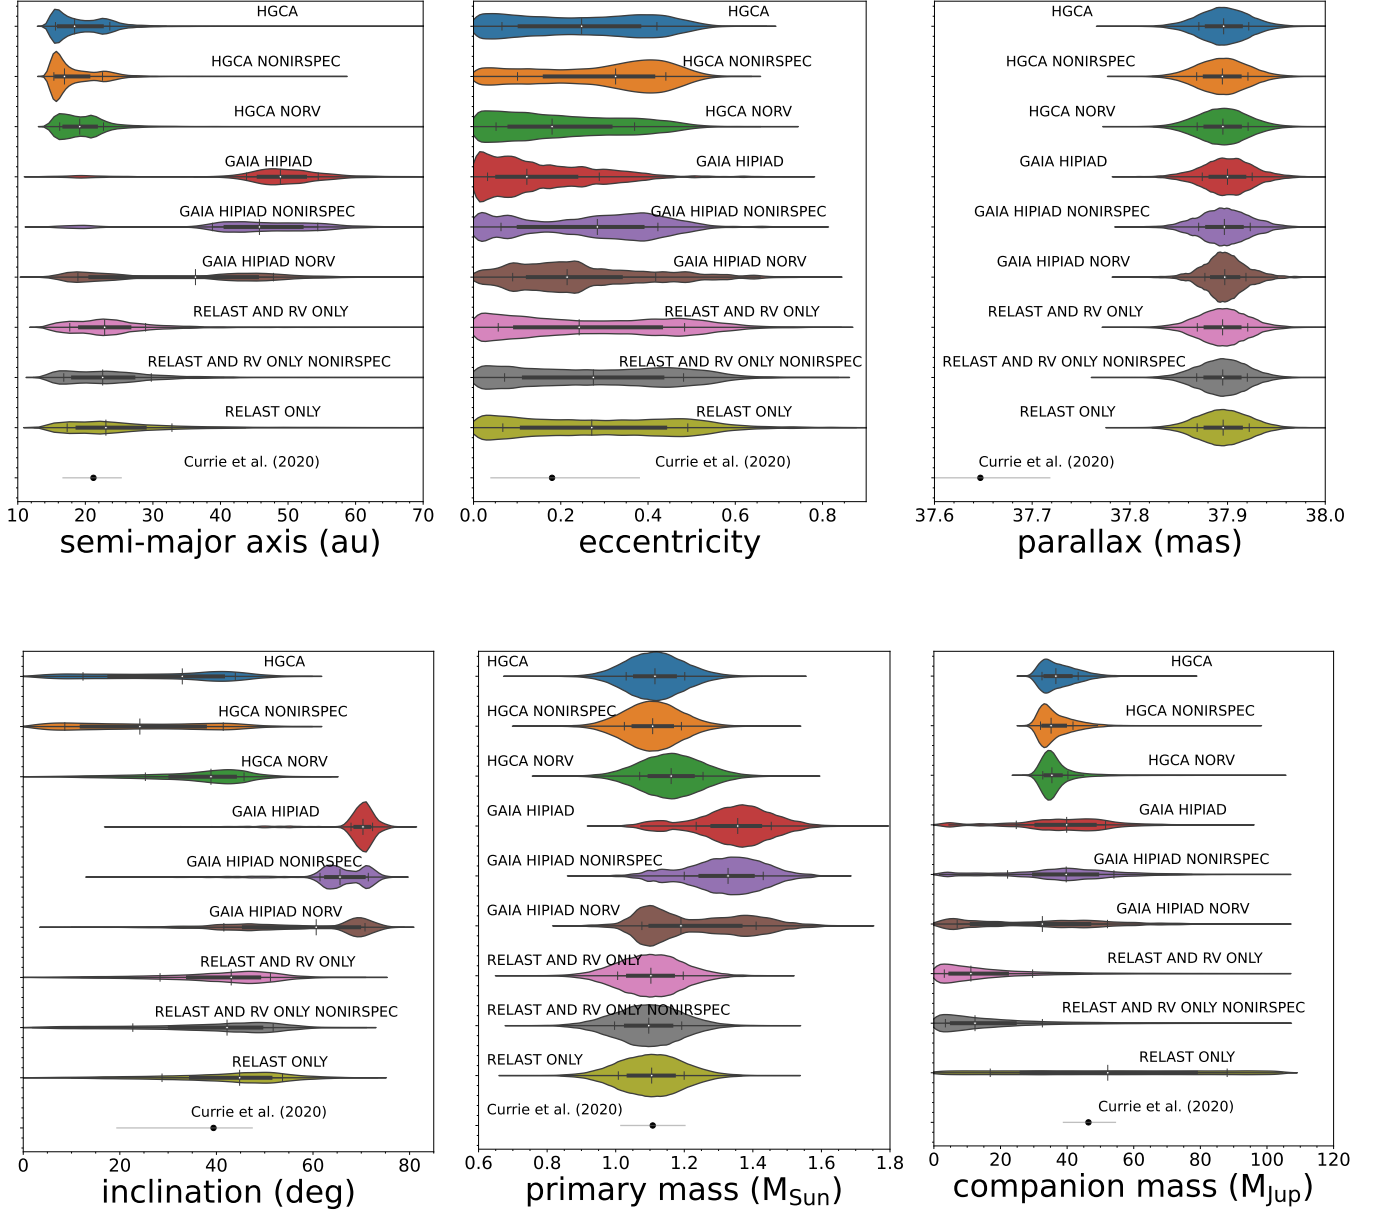 HGCA
HGCA NONIRSPEC
HGCA NORV
GAIA HIPIAD
GAIA HIPIAD NONIRSPEC
GAIA HIPIAD NORV
RELAST AND RV ONLY
RELAST AND RV ONLY NONIRSPEC
RELAST ONLY
Currie et al. (2020)
10 20 30 40 50 60 70
semi-major axis (au)
HGCA
HGCA NONIRSPEC
HGCA NORV
GAIA HIPIAD
GAIA HIPIAD NONIRSPEC
GAIA HIPIAD NORV
RELAST AND RV ONLY
RELAST AND RV ONLY NONIRSPEC
RELAST ONLY
Currie et al. (2020)
0.0 0.2 0.4 0.6 0.8
eccentricity
HGCA
HGCA NONIRSPEC
HGCA NORV
GAIA HIPIAD
GAIA HIPIAD NONIRSPEC
GAIA HIPIAD NORV
RELAST AND RV ONLY
RELAST AND RV ONLY NONIRSPEC
RELAST ONLY
Currie et al. (2020)
37.6 37.7 37.8 37.9 38.0
parallax (mas)
HGCA
HGCA NONIRSPEC
HGCA NORV
GAIA HIPIAD
GAIA HIPIAD NONIRSPEC
GAIA HIPIAD NORV
RELAST AND RV ONLY
RELAST AND RV ONLY NONIRSPEC
RELAST ONLY
Currie et al. (2020)
0 20 40 60 80
inclination (deg)
HGCA
HGCA NONIRSPEC
HGCA NORV
GAIA HIPIAD
GAIA HIPIAD NONIRSPEC
GAIA HIPIAD NORV
RELAST AND RV ONLY
RELAST AND RV ONLY NONIRSPEC
RELAST ONLY
Currie et al. (2020)
0.6 0.8 1.0 1.2 1.4 1.6 1.8
primary mass (M_Sun)
HGCA
HGCA NONIRSPEC
HGCA NORV
GAIA HIPIAD
GAIA HIPIAD NONIRSPEC
GAIA HIPIAD NORV
RELAST AND RV ONLY
RELAST AND RV ONLY NONIRSPEC
RELAST ONLY
Currie et al. (2020)
0 20 40 60 80 100 120
companion mass (M_Jup)